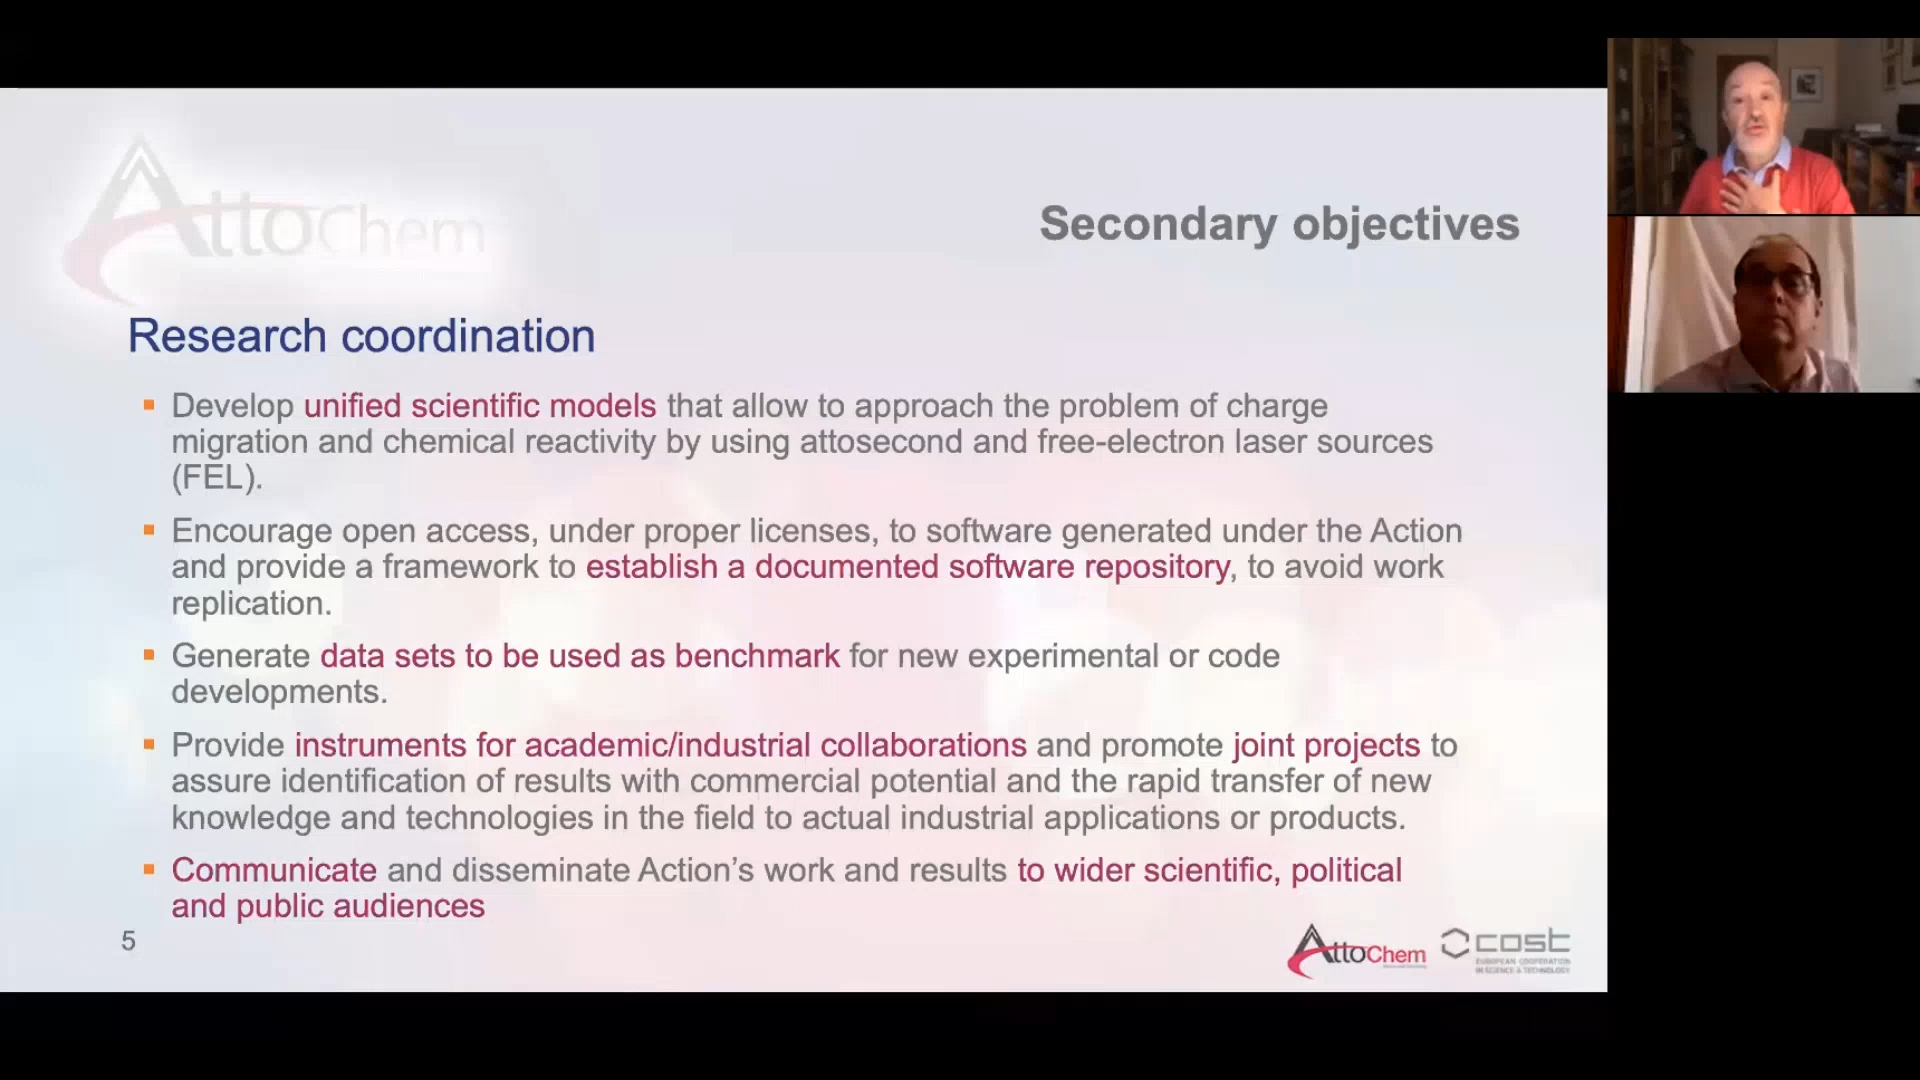 AttoChem
Secondary objectives
Research coordination
▪ Develop unified scientific models that allow to approach the problem of charge
migration and chemical reactivity by using attosecond and free-electron laser sources
(FEL).
▪ Encourage open access, under proper licenses, to software generated under the Action
and provide a framework to establish a documented software repository, to avoid work
replication.
▪ Generate data sets to be used as benchmark for new experimental or code
developments.
▪ Provide instruments for academic/industrial collaborations and promote joint projects to
assure identification of results with commercial potential and the rapid transfer of new
knowledge and technologies in the field to actual industrial applications or products.
▪ Communicate and disseminate Action’s work and results to wider scientific, political
and public audiences
5
AttoChem
cost
EUROPEAN COOPERATION
IN SCIENCE & TECHNOLOGY